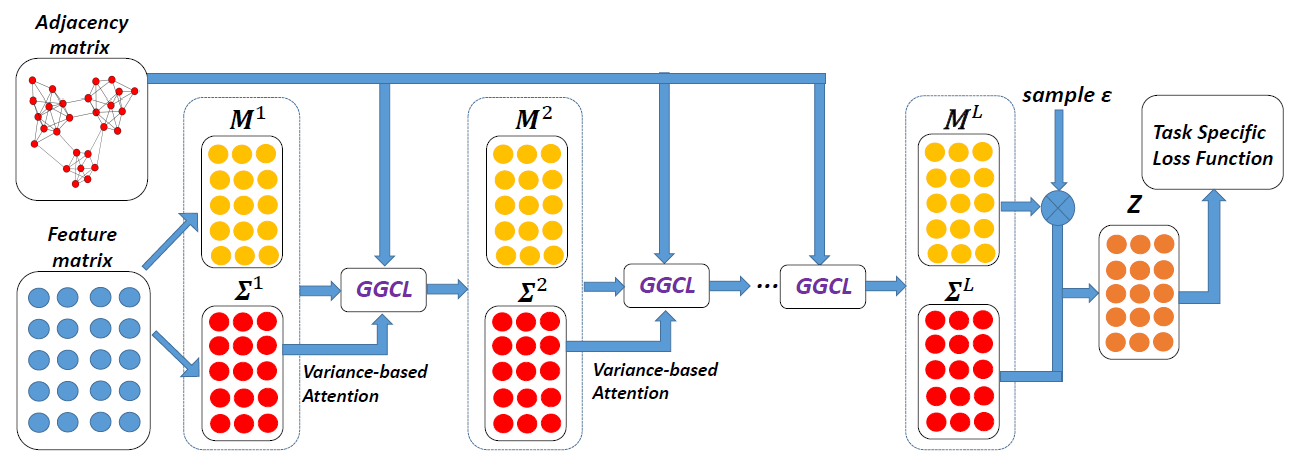 Adjacency
matrix
Feature
matrix
M¹
Σ¹
GGCL
Variance-based
Attention
M²
Σ²
GGCL
Variance-based
Attention
...
GGCL
Mᴸ
Σᴸ
sample ε
Z
Task Specific
Loss Function